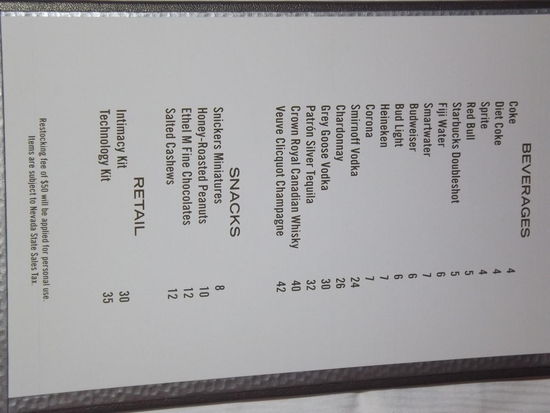 BEVERAGES
Coke 4
Diet Coke 4
Sprite 4
Red Bull 5
Starbucks Doubleshot 5
Fiji Water 6
Smartwater 7
Budweiser 6
Bud Light 6
Heineken 7
Corona 7
Smirnoff Vodka 24
Chardonnay 26
Grey Goose Vodka 30
Patrón Silver Tequila 32
Crown Royal Canadian Whisky 40
Veuve Clicquot Champagne 42
SNACKS
Snickers Miniatures 8
Honey-Roasted Peanuts 10
Ethel M Fine Chocolates 12
Salted Cashews 12
RETAIL
Intimacy Kit 30
Technology Kit 35
Restocking fee of $50 will be applied for personal use.
Items are subject to Nevada State Sales Tax.